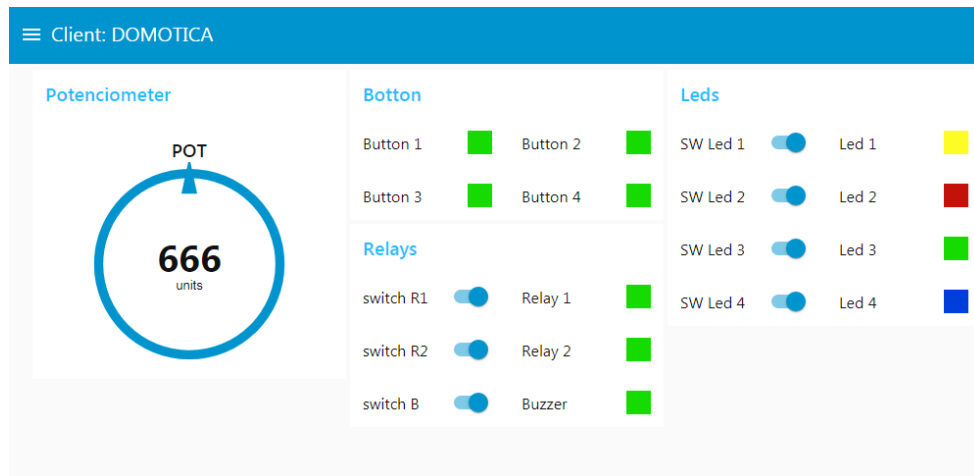 Client: DOMOTICA
Potenciometer
POT
666
units
Botton
Button 1 Button 2
Button 3 Button 4
Relays
switch R1 Relay 1
switch R2 Relay 2
switch B Buzzer
Leds
SW Led 1 Led 1
SW Led 2 Led 2
SW Led 3 Led 3
SW Led 4 Led 4